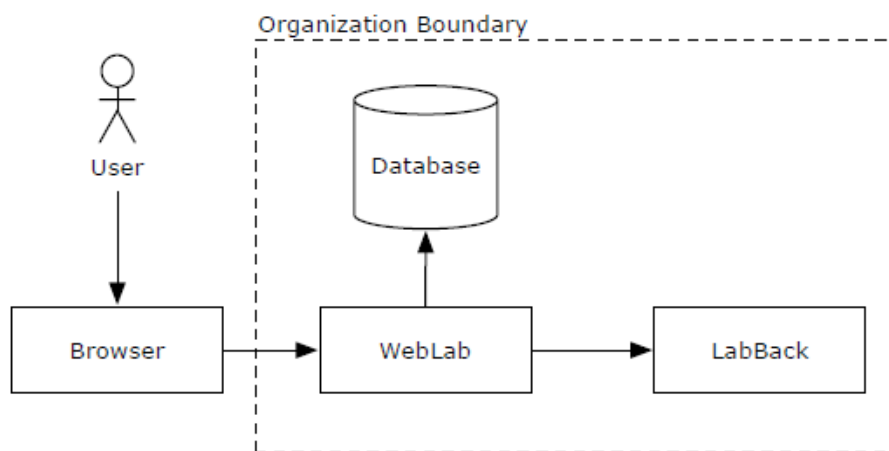 Organization Boundary
User
Database
Browser
WebLab
LabBack